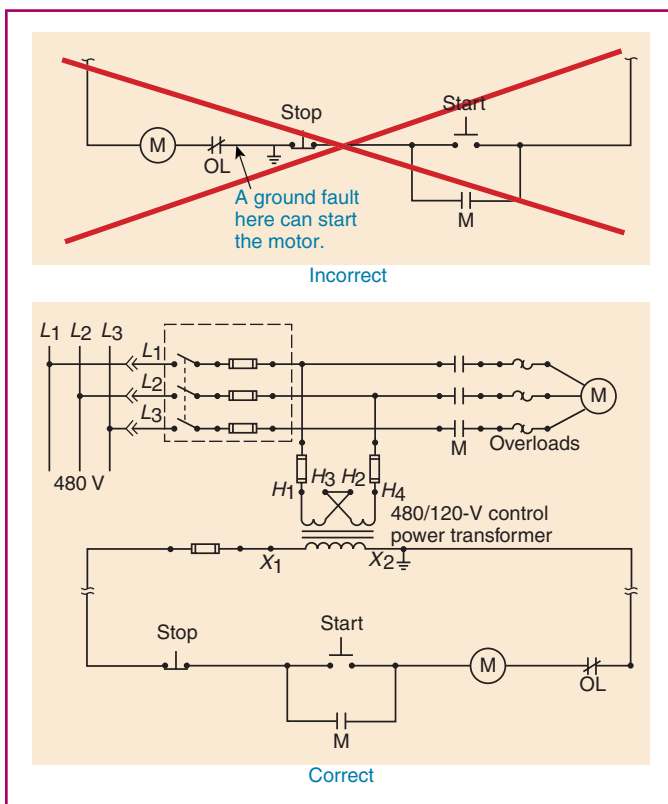 Stop
Start
M
OL
A ground fault
here can start
the motor.
M
Incorrect
L1 L2 L3
L1
L2
L3
M
M
Overloads
480 V
H1 H3 H2 H4
480/120-V control
power transformer
X1 X2
Stop
Start
M
OL
M
Correct